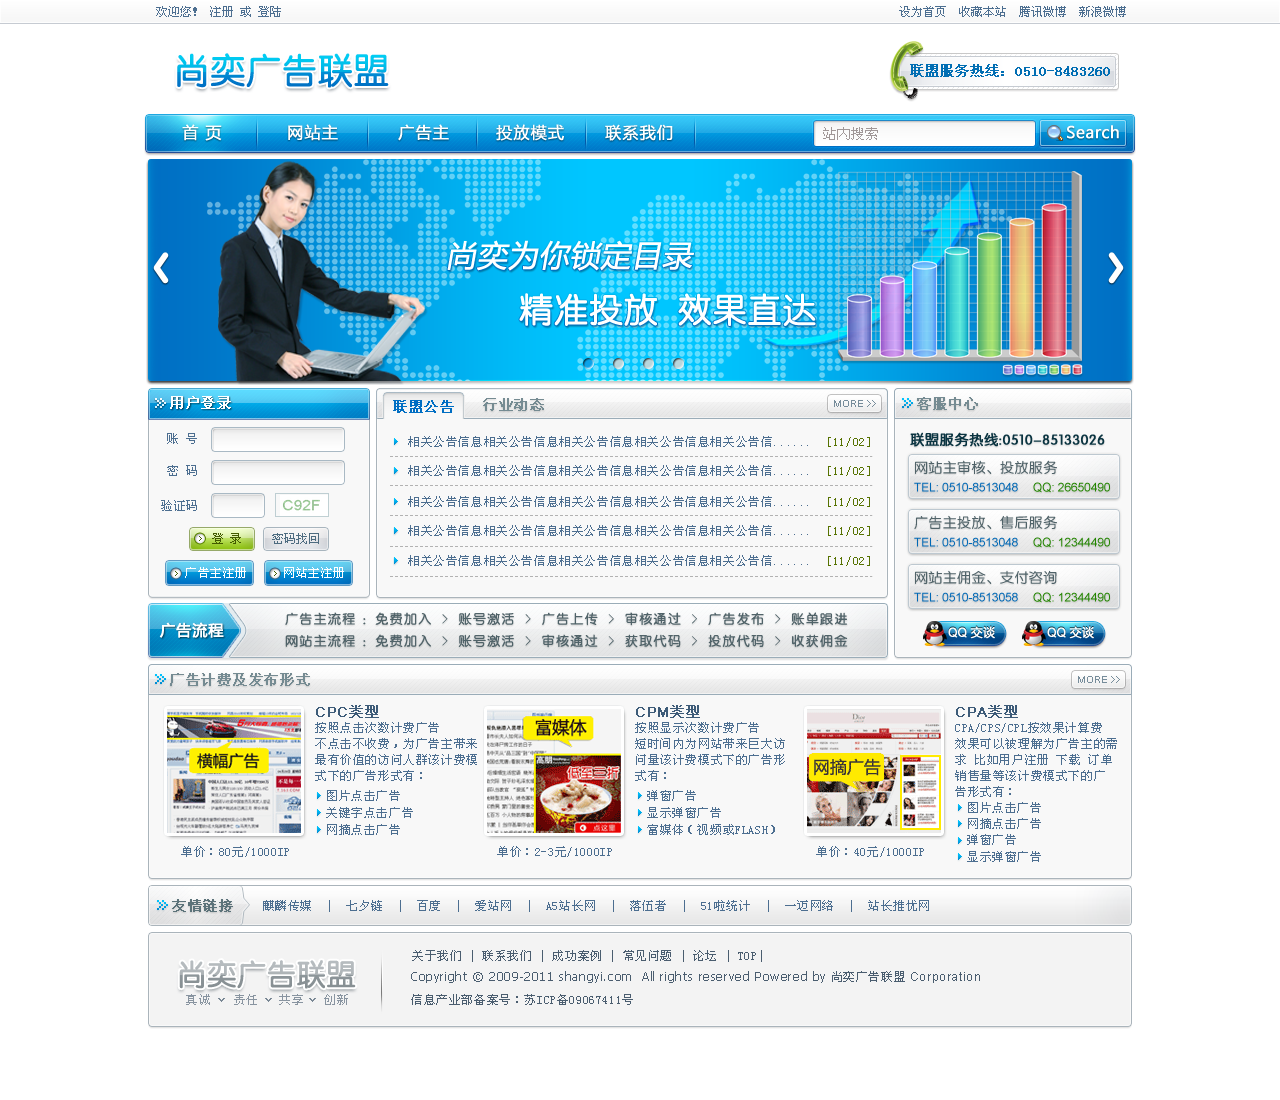 欢迎您! 注册 或 登陆
设为首页 收藏本站 腾讯微博 新浪微博
尚奕广告联盟
联盟服务热线：0510-8483260
首 页 网站主 广告主 投放模式 联系我们
站内搜索 Search
尚奕为你锁定目录
精准投放 效果直达
用户登录
账 号
密 码
验证码 C92F
登 录 密码找回
广告主注册 网站主注册
联盟公告 行业动态 MORE >>
相关公告信息相关公告信息相关公告信息相关公告信息相关公告信...... [11/02]
相关公告信息相关公告信息相关公告信息相关公告信息相关公告信...... [11/02]
相关公告信息相关公告信息相关公告信息相关公告信息相关公告信...... [11/02]
相关公告信息相关公告信息相关公告信息相关公告信息相关公告信...... [11/02]
相关公告信息相关公告信息相关公告信息相关公告信息相关公告信...... [11/02]
客服中心
联盟服务热线:0510-85133026
网站主审核、投放服务
TEL: 0510-8513048 QQ: 26650490
广告主投放、售后服务
TEL: 0510-8513048 QQ: 12344490
网站主佣金、支付咨询
TEL: 0510-8513058 QQ: 12344490
QQ 交谈 QQ 交谈
广告流程
广告主流程 : 免费加入 > 账号激活 > 广告上传 > 审核通过 > 广告发布 > 账单跟进
网站主流程 : 免费加入 > 账号激活 > 审核通过 > 获取代码 > 投放代码 > 收获佣金
广告计费及发布形式 MORE >>
横幅广告
单价：80元/1000IP
CPC类型
按照点击次数计费广告
不点击不收费，为广告主带来
最有价值的访问人群该计费模
式下的广告形式有：
图片点击广告
关键字点击广告
网摘点击广告
富媒体
低至三折
点这里
单价：2-3元/1000IP
CPM类型
按照显示次数计费广告
短时间内为网站带来巨大访
问量该计费模式下的广告形
式有：
弹窗广告
显示弹窗广告
富媒体（视频或FLASH）
Dior
网摘广告
单价：40元/1000IP
CPA类型
CPA/CPS/CPL按效果计算费
效果可以被理解为广告主的需
求 比如用户注册 下载 订单
销售量等该计费模式下的广
告形式有：
图片点击广告
网摘点击广告
弹窗广告
显示弹窗广告
友情链接 麒麟传媒 | 七夕链 | 百度 | 爱站网 | A5站长网 | 落伍者 | 51啦统计 | 一迈网络 | 站长推忧网
尚奕广告联盟
真诚 责任 共享 创新
关于我们 | 联系我们 | 成功案例 | 常见问题 | 论坛 | TOP|
Copyright © 2009-2011 shangyi.com All rights reserved Powered by 尚奕广告联盟 Corporation
信息产业部备案号：苏ICP备09067411号